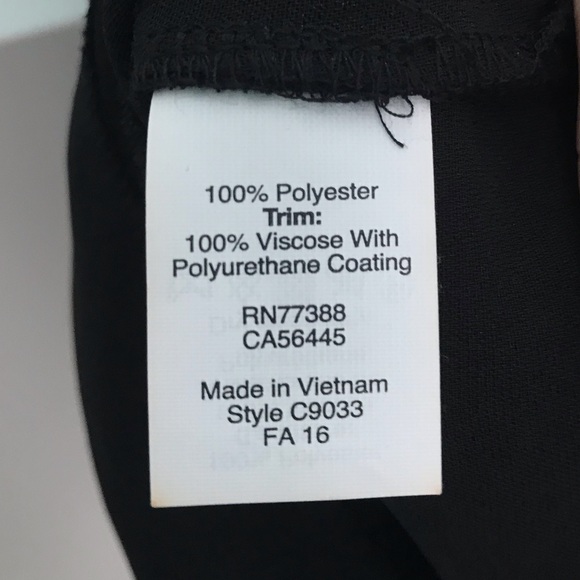 100% Polyester
Trim:
100% Viscose With
Polyurethane Coating
RN77388
CA56445
Made in Vietnam
Style C9033
FA 16